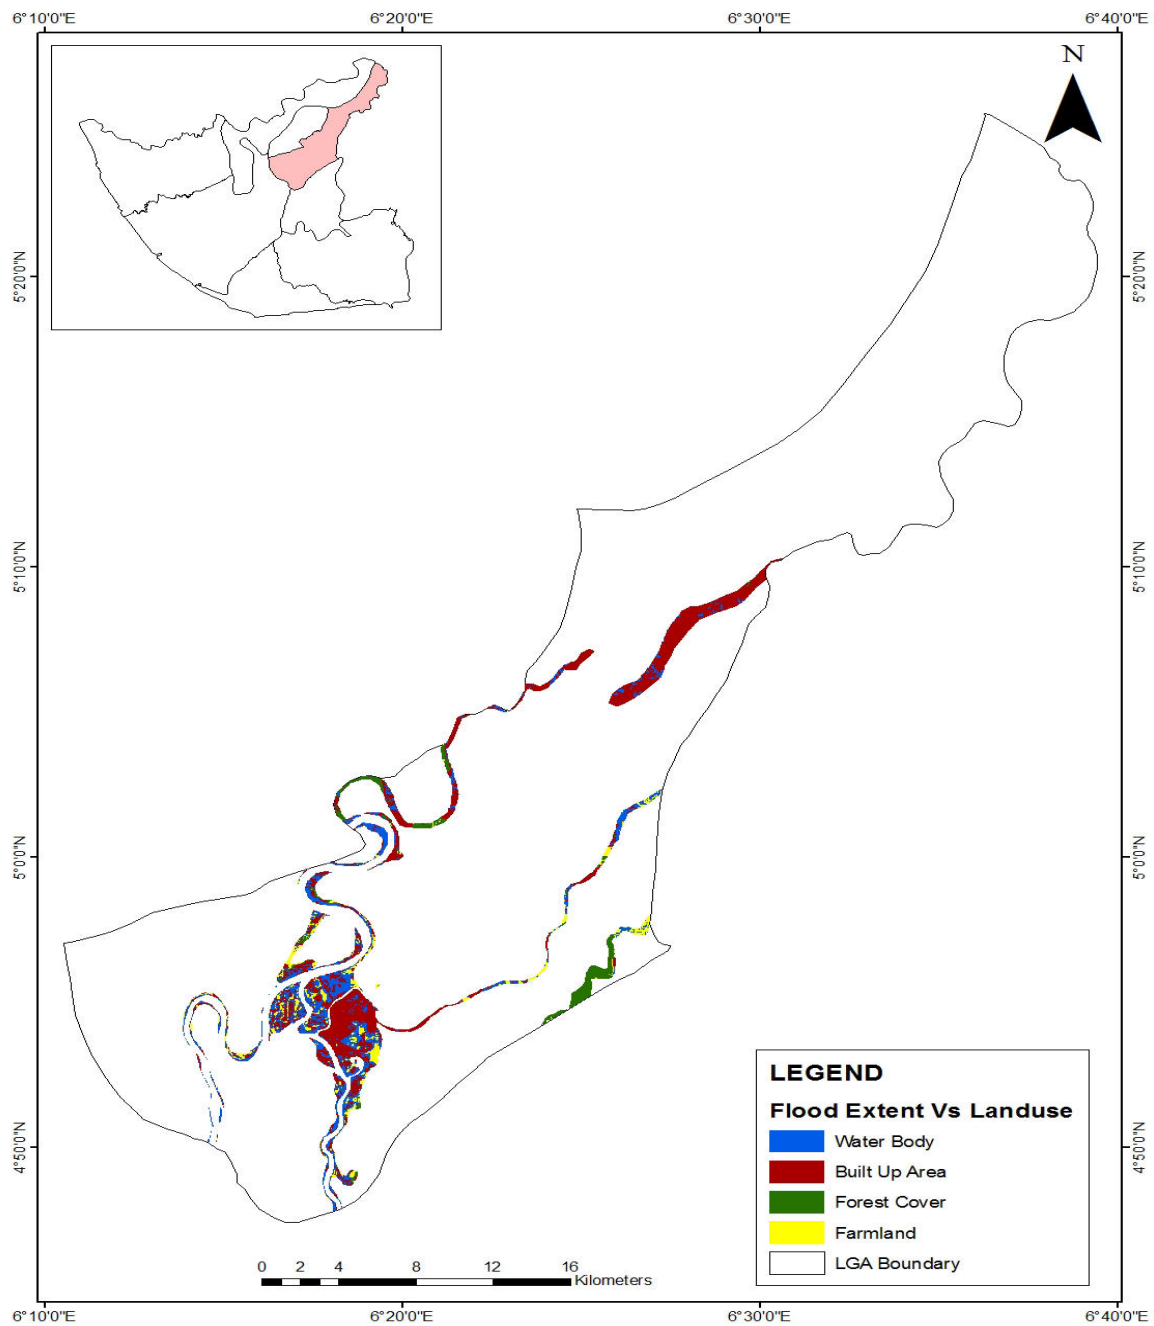 6°10'0"E 6°20'0"E 6°30'0"E 6°40'0"E
N
5°20'0"N 5°20'0"N
5°10'0"N 5°10'0"N
5°0'0"N 5°0'0"N
4°50'0"N 4°50'0"N
LEGEND
Flood Extent Vs Landuse
Water Body
Built Up Area
Forest Cover
Farmland
LGA Boundary
0 2 4 8 12 16
Kilometers
6°10'0"E 6°20'0"E 6°30'0"E 6°40'0"E